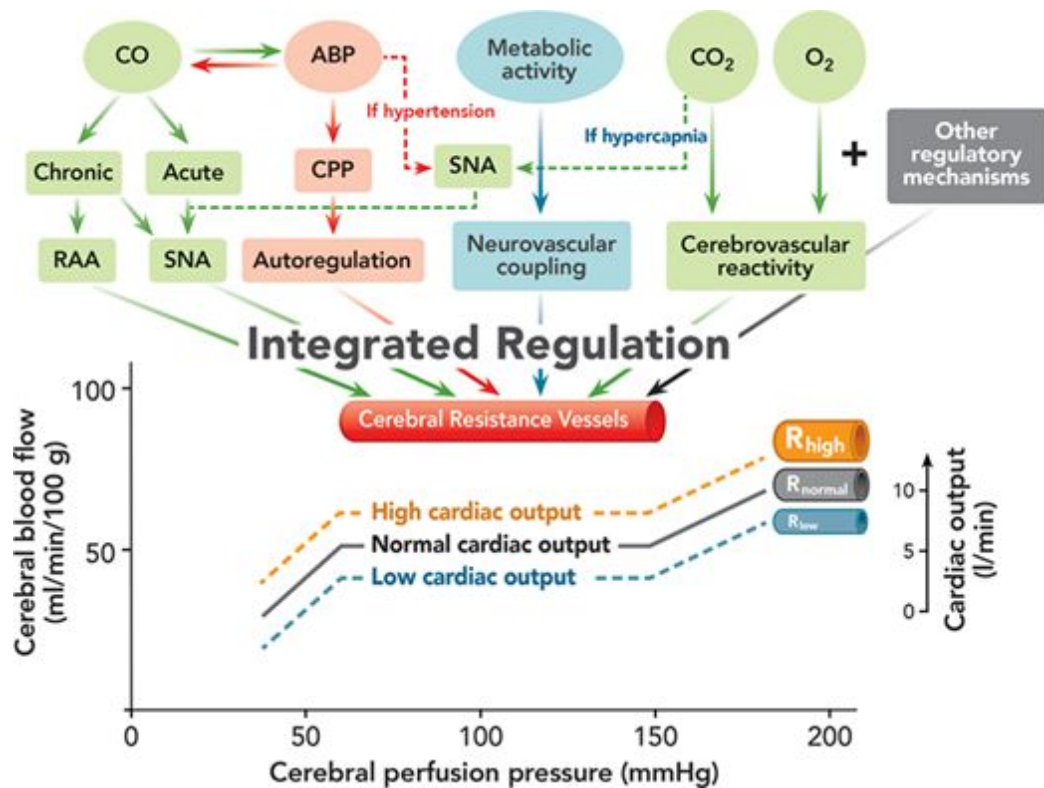 CO
ABP
Metabolic
activity
CO₂
O₂
If hypertension
If hypercapnia
+
Other
regulatory
mechanisms
Chronic
Acute
CPP
SNA
RAA
SNA
Autoregulation
Neurovascular
coupling
Cerebrovascular
reactivity
Integrated Regulation
Cerebral Resistance Vessels
100
50
Cerebral blood flow
(ml/min/100 g)
High cardiac output
Normal cardiac output
Low cardiac output
R high
R normal
R low
10
5
0
Cardiac output
(l/min)
0
50
100
150
200
Cerebral perfusion pressure (mmHg)